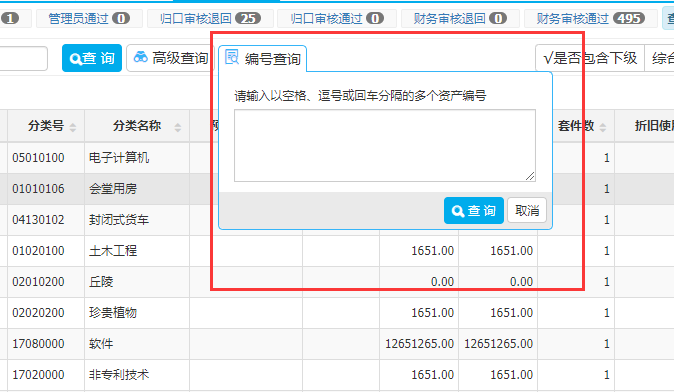 1 管理员通过 0 归口审核退回 25 归口审核通过 0 财务审核退回 0 财务审核通过 495
查 询 高级查询 编号查询 √是否包含下级 综合
请输入以空格、逗号或回车分隔的多个资产编号
查 询 取消
分类号 分类名称 套件数 折旧使用
05010100 电子计算机 1
01010106 会堂用房 1
04130102 封闭式货车 1
01020100 土木工程 1651.00 1651.00 1
02010200 丘陵 0.00 0.00 1
02020200 珍贵植物 1651.00 1651.00 1
17080000 软件 12651265.00 12651265.00 1
17020000 非专利技术 1651.00 1651.00 1